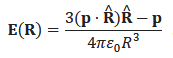 𝐄(𝐑) = (3(𝐩 · 𝐑̂)𝐑̂ − 𝐩) / (4πε₀R³)